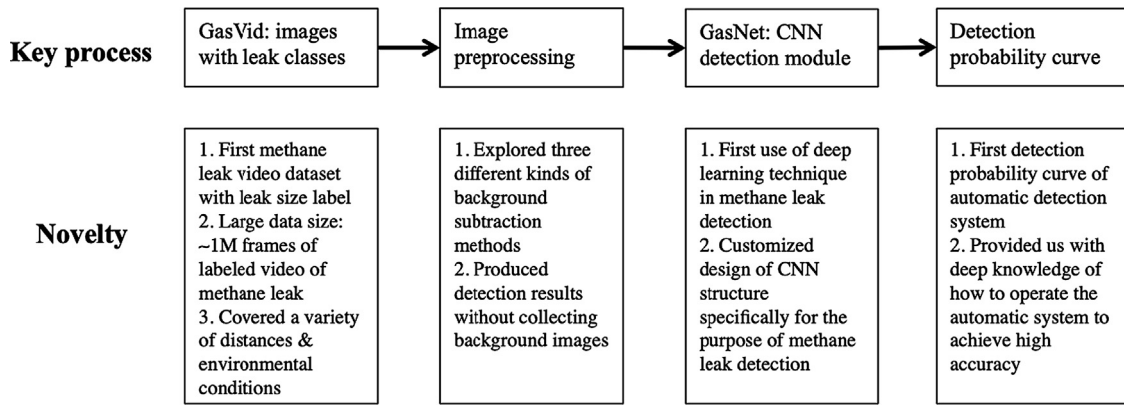 Key process
GasVid: images
with leak classes
Image
preprocessing
GasNet: CNN
detection module
Detection
probability curve
Novelty
1. First methane
leak video dataset
with leak size label
2. Large data size:
~1M frames of
labeled video of
methane leak
3. Covered a variety
of distances &
environmental
conditions
1. Explored three
different kinds of
background
subtraction
methods
2. Produced
detection results
without collecting
background images
1. First use of deep
learning technique
in methane leak
detection
2. Customized
design of CNN
structure
specifically for the
purpose of methane
leak detection
1. First detection
probability curve of
automatic detection
system
2. Provided us with
deep knowledge of
how to operate the
automatic system to
achieve high
accuracy